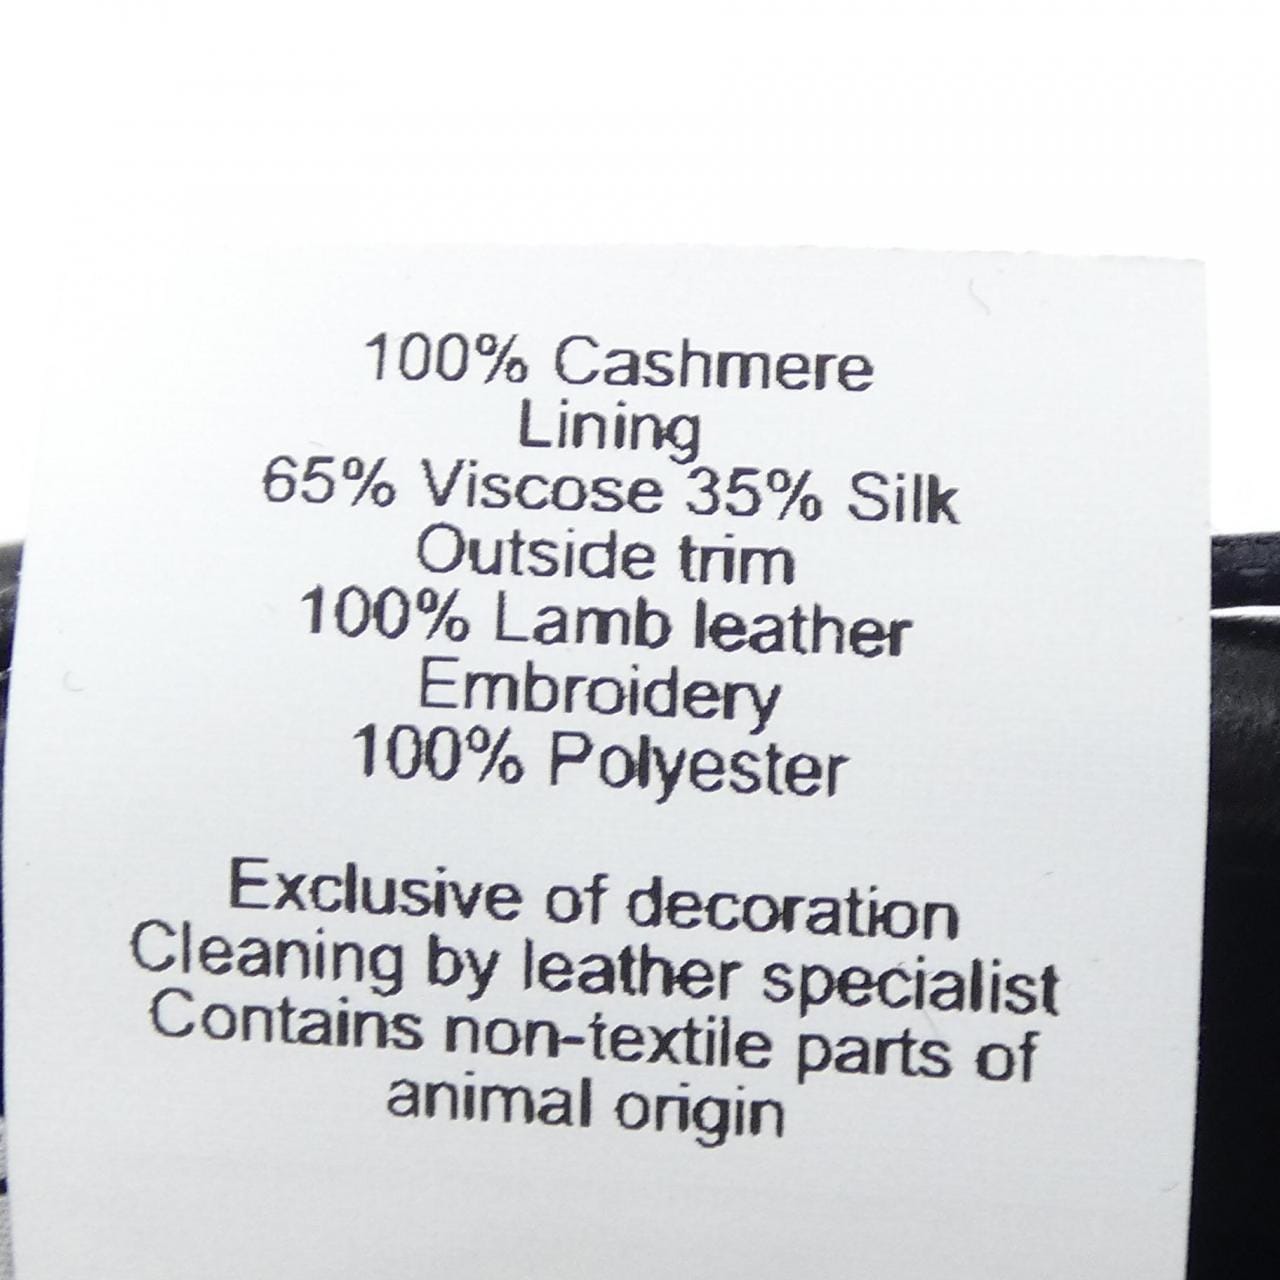 100% Cashmere
Lining
65% Viscose 35% Silk
Outside trim
100% Lamb leather
Embroidery
100% Polyester
Exclusive of decoration
Cleaning by leather specialist
Contains non-textile parts of
animal origin